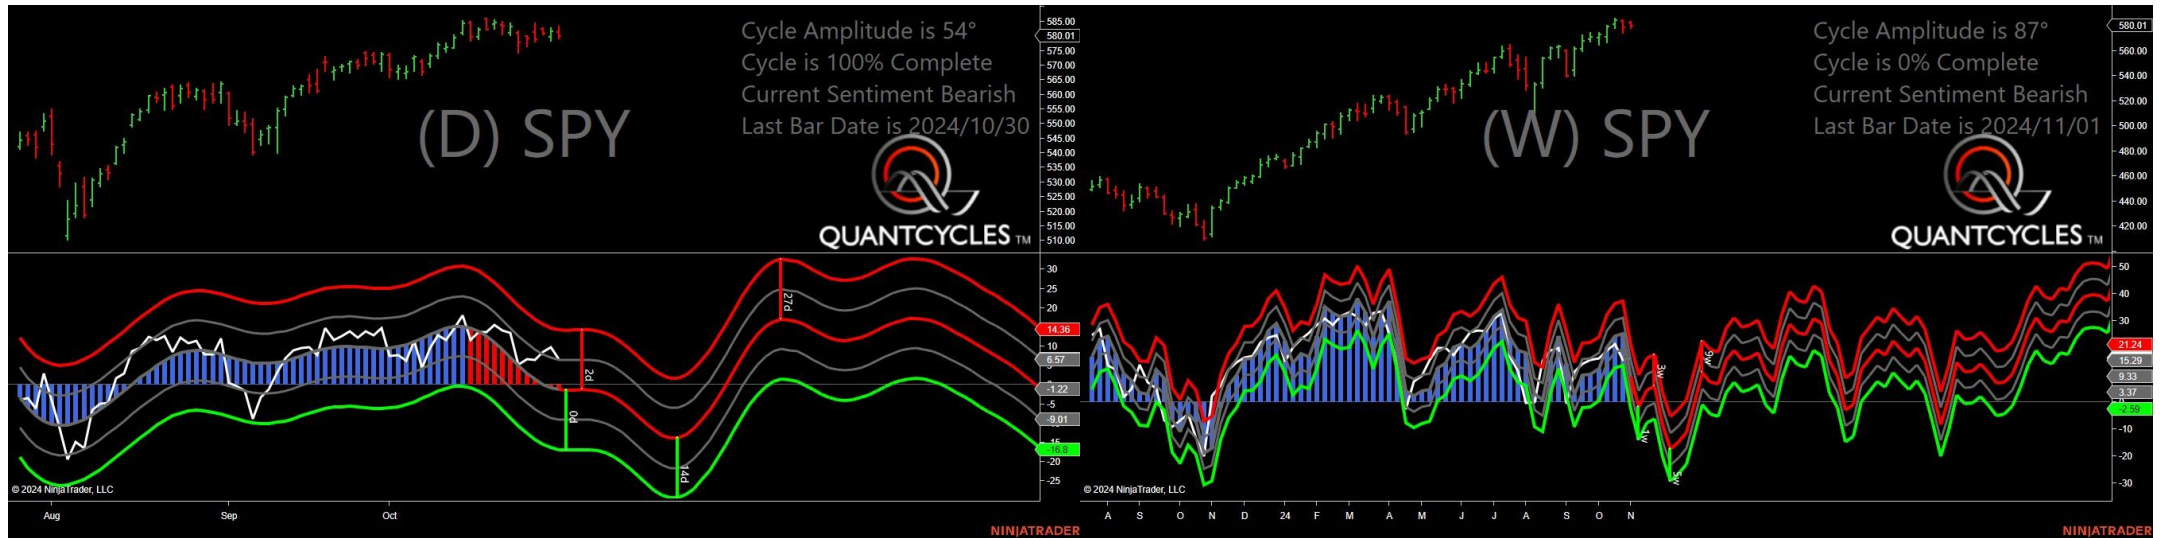 Cycle Amplitude is 54°
Cycle is 100% Complete
Current Sentiment Bearish
Last Bar Date is 2024/10/30
(D) SPY
QUANTCYCLES TM
585.00
580.01
575.00
570.00
565.00
560.00
555.00
550.00
545.00
540.00
535.00
530.00
525.00
520.00
515.00
510.00
30
25
20
14.36
10
6.57
-1.22
-5
-9.01
-16.8
-20
-25
2d
0d
14d
27d
© 2024 NinjaTrader, LLC
Aug Sep Oct
NINJATRADER
Cycle Amplitude is 87°
Cycle is 0% Complete
Current Sentiment Bearish
Last Bar Date is 2024/11/01
(W) SPY
QUANTCYCLES TM
580.01
560.00
540.00
520.00
500.00
480.00
460.00
440.00
420.00
50
40
30
21.24
15.29
9.33
3.37
-2.59
-10
-20
-30
1w
3w
5w
9w
© 2024 NinjaTrader, LLC
A S O N D 24 F M A M J J A S O N
NINJATRADER